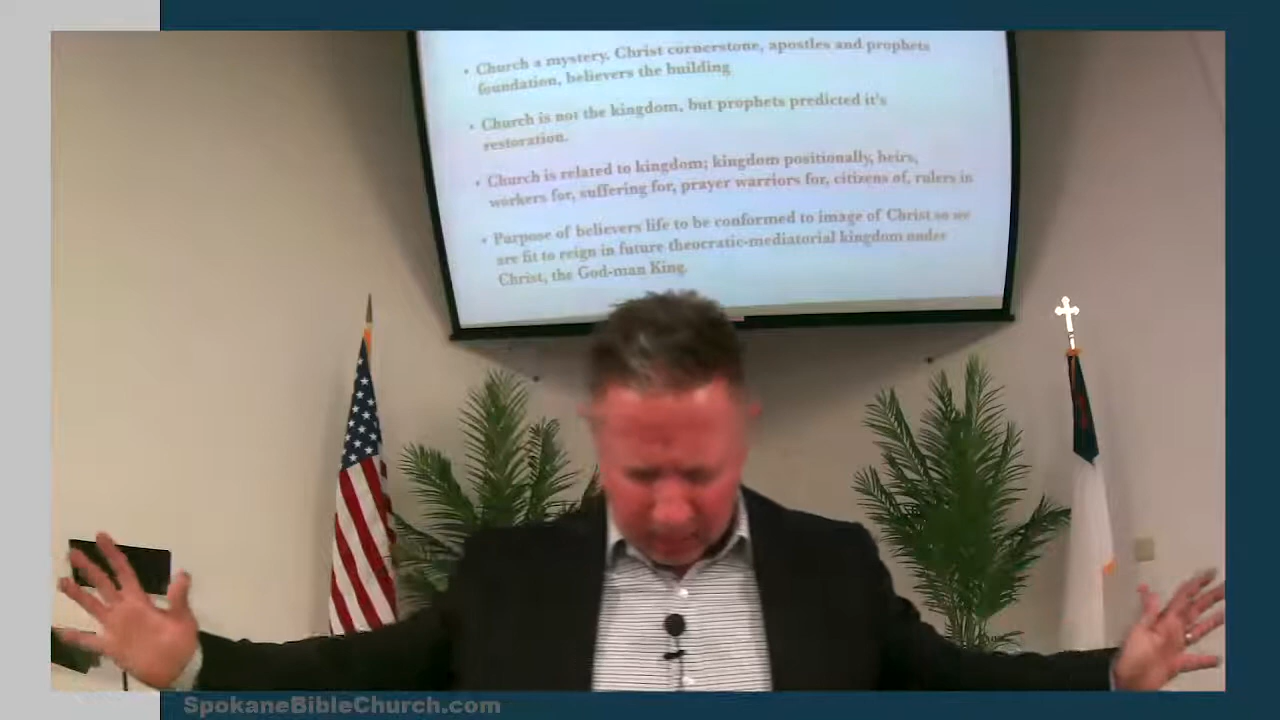 • Church a mystery. Christ cornerstone, apostles and prophets
foundation, believers the building
• Church is not the kingdom, but prophets predicted it's
restoration.
• Church is related to kingdom; kingdom positionally, heirs,
workers for, suffering for, prayer warriors for, citizens of, rulers in
• Purpose of believers life to be conformed to image of Christ so we
are fit to reign in future theocratic-mediatorial kingdom under
Christ, the God-man King.
SpokaneBibleChurch.com